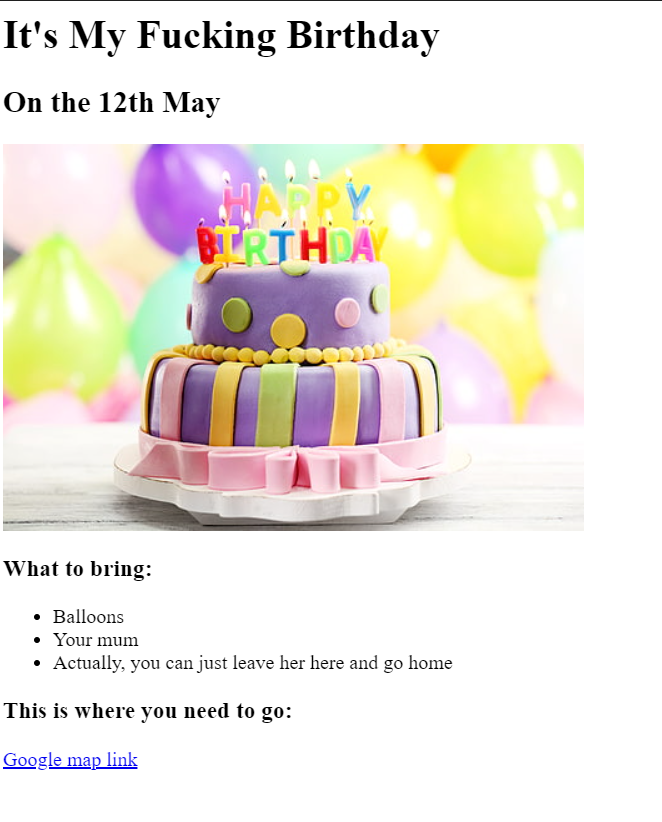 It's My Fucking Birthday
On the 12th May
HAPPY
BIRTHDAY
What to bring:
Balloons
Your mum
Actually, you can just leave her here and go home
This is where you need to go:
Google map link